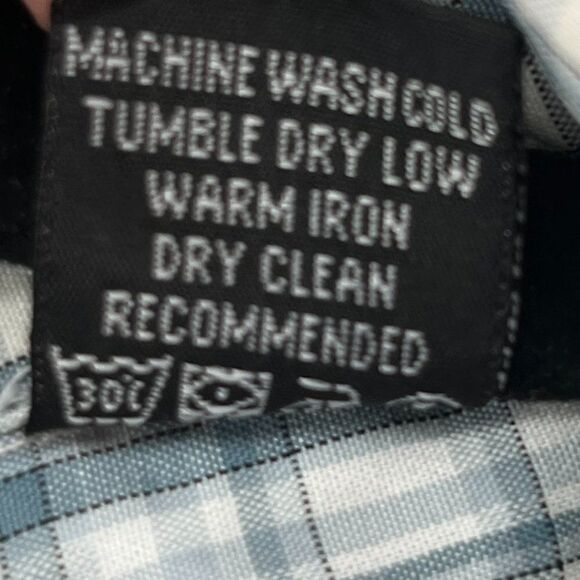 MACHINE WASH COLD
TUMBLE DRY LOW
WARM IRON
DRY CLEAN
RECOMMENDED
30℃